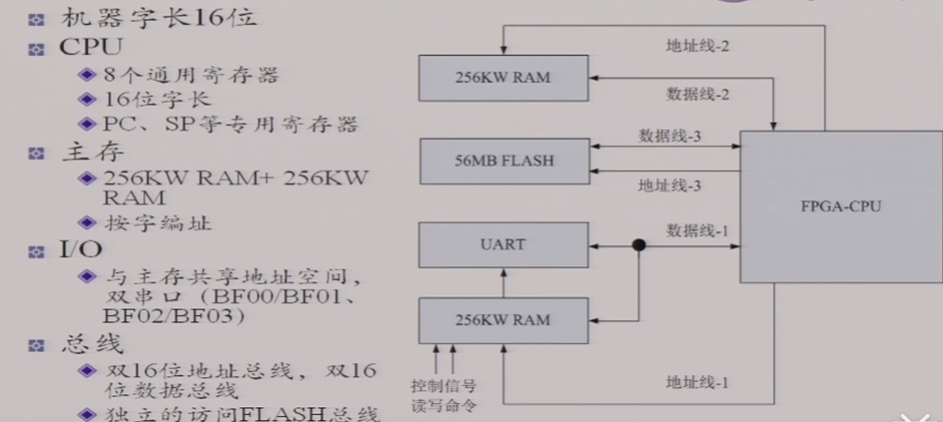 机器字长16位
CPU
8个通用寄存器
16位字长
PC、SP等专用寄存器
主存
256KW RAM+ 256KW
RAM
按字编址
I/O
与主存共享地址空间，
双串口（BF00/BF01、
BF02/BF03）
总线
双16位地址总线，双16
位数据总线
独立的访问FLASH总线
地址线-2
256KW RAM
数据线-2
数据线-3
56MB FLASH
地址线-3
FPGA-CPU
数据线-1
UART
256KW RAM
控制信号
读写命令
地址线-1